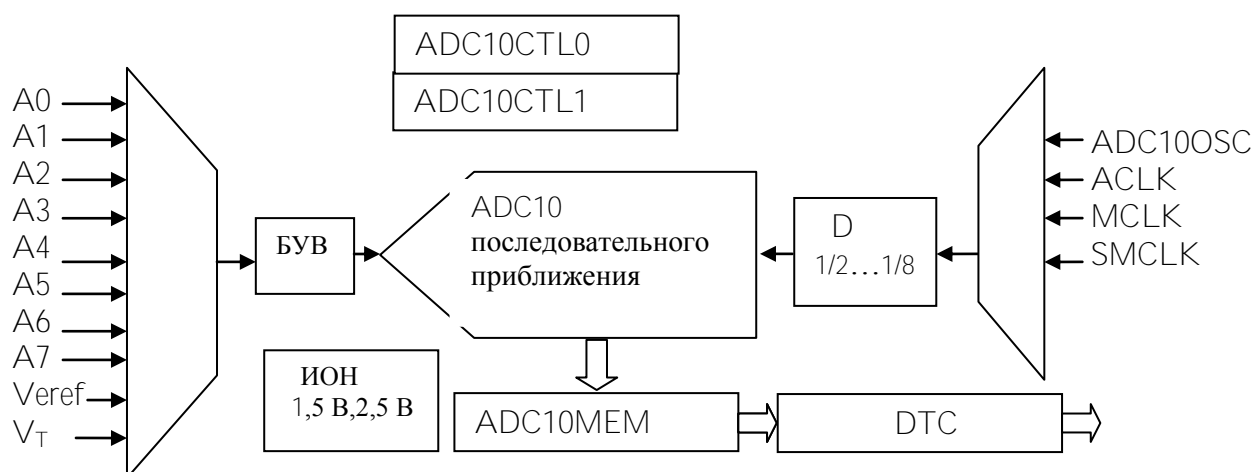 ADC10CTL0
ADC10CTL1
A0
A1
A2
A3
A4
A5
A6
A7
Veref
VT
БУВ
ADC10
последовательного
приближения
D
1/2…1/8
ADC10OSC
ACLK
MCLK
SMCLK
ИОН
1,5 В,2,5 В
ADC10MEM
DTC